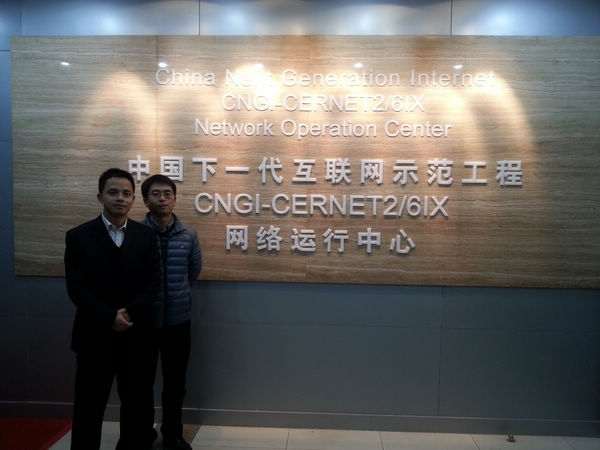 China Next Generation Internet
CNGI-CERNET2/6IX
Network Operation Center
中国下一代互联网示范工程
CNGI-CERNET2/6IX
网络运行中心